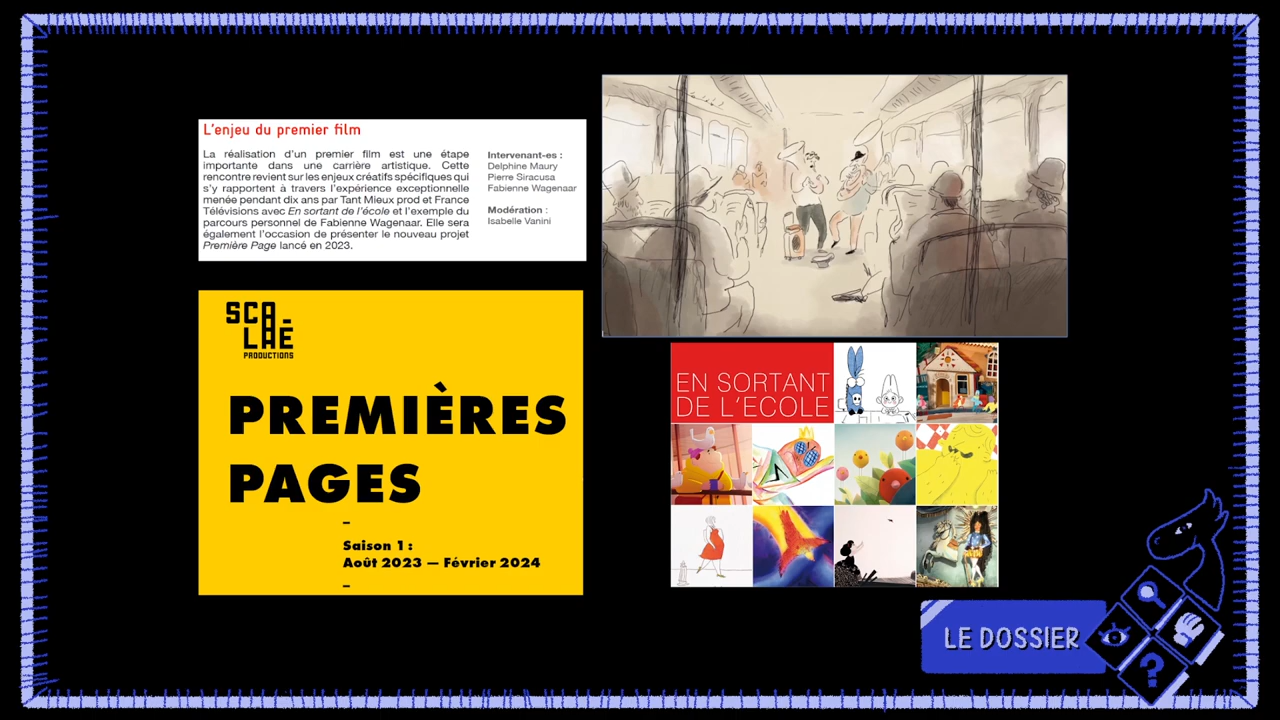 L'enjeu du premier film
La réalisation d'un premier film est une étape
importante dans une carrière artistique. Cette
rencontre revient sur les enjeux créatifs spécifiques qui
s'y rapportent à travers l'expérience exceptionnelle
menée pendant dix ans par Tant Mieux prod et France
Télévisions avec En sortant de l'école et l'exemple du
parcours personnel de Fabienne Wagenaar. Elle sera
également l'occasion de présenter le nouveau projet
Première Page lancé en 2023.
Intervenant-es :
Delphine Maury
Pierre Siracusa
Fabienne Wagenaar
Modération :
Isabelle Vanini
SCA-
LAE
PRODUCTIONS
PREMIÈRES
PAGES
–
Saison 1 :
Août 2023 — Février 2024
–
EN SORTANT
DE L'ECOLE
LE DOSSIER
?